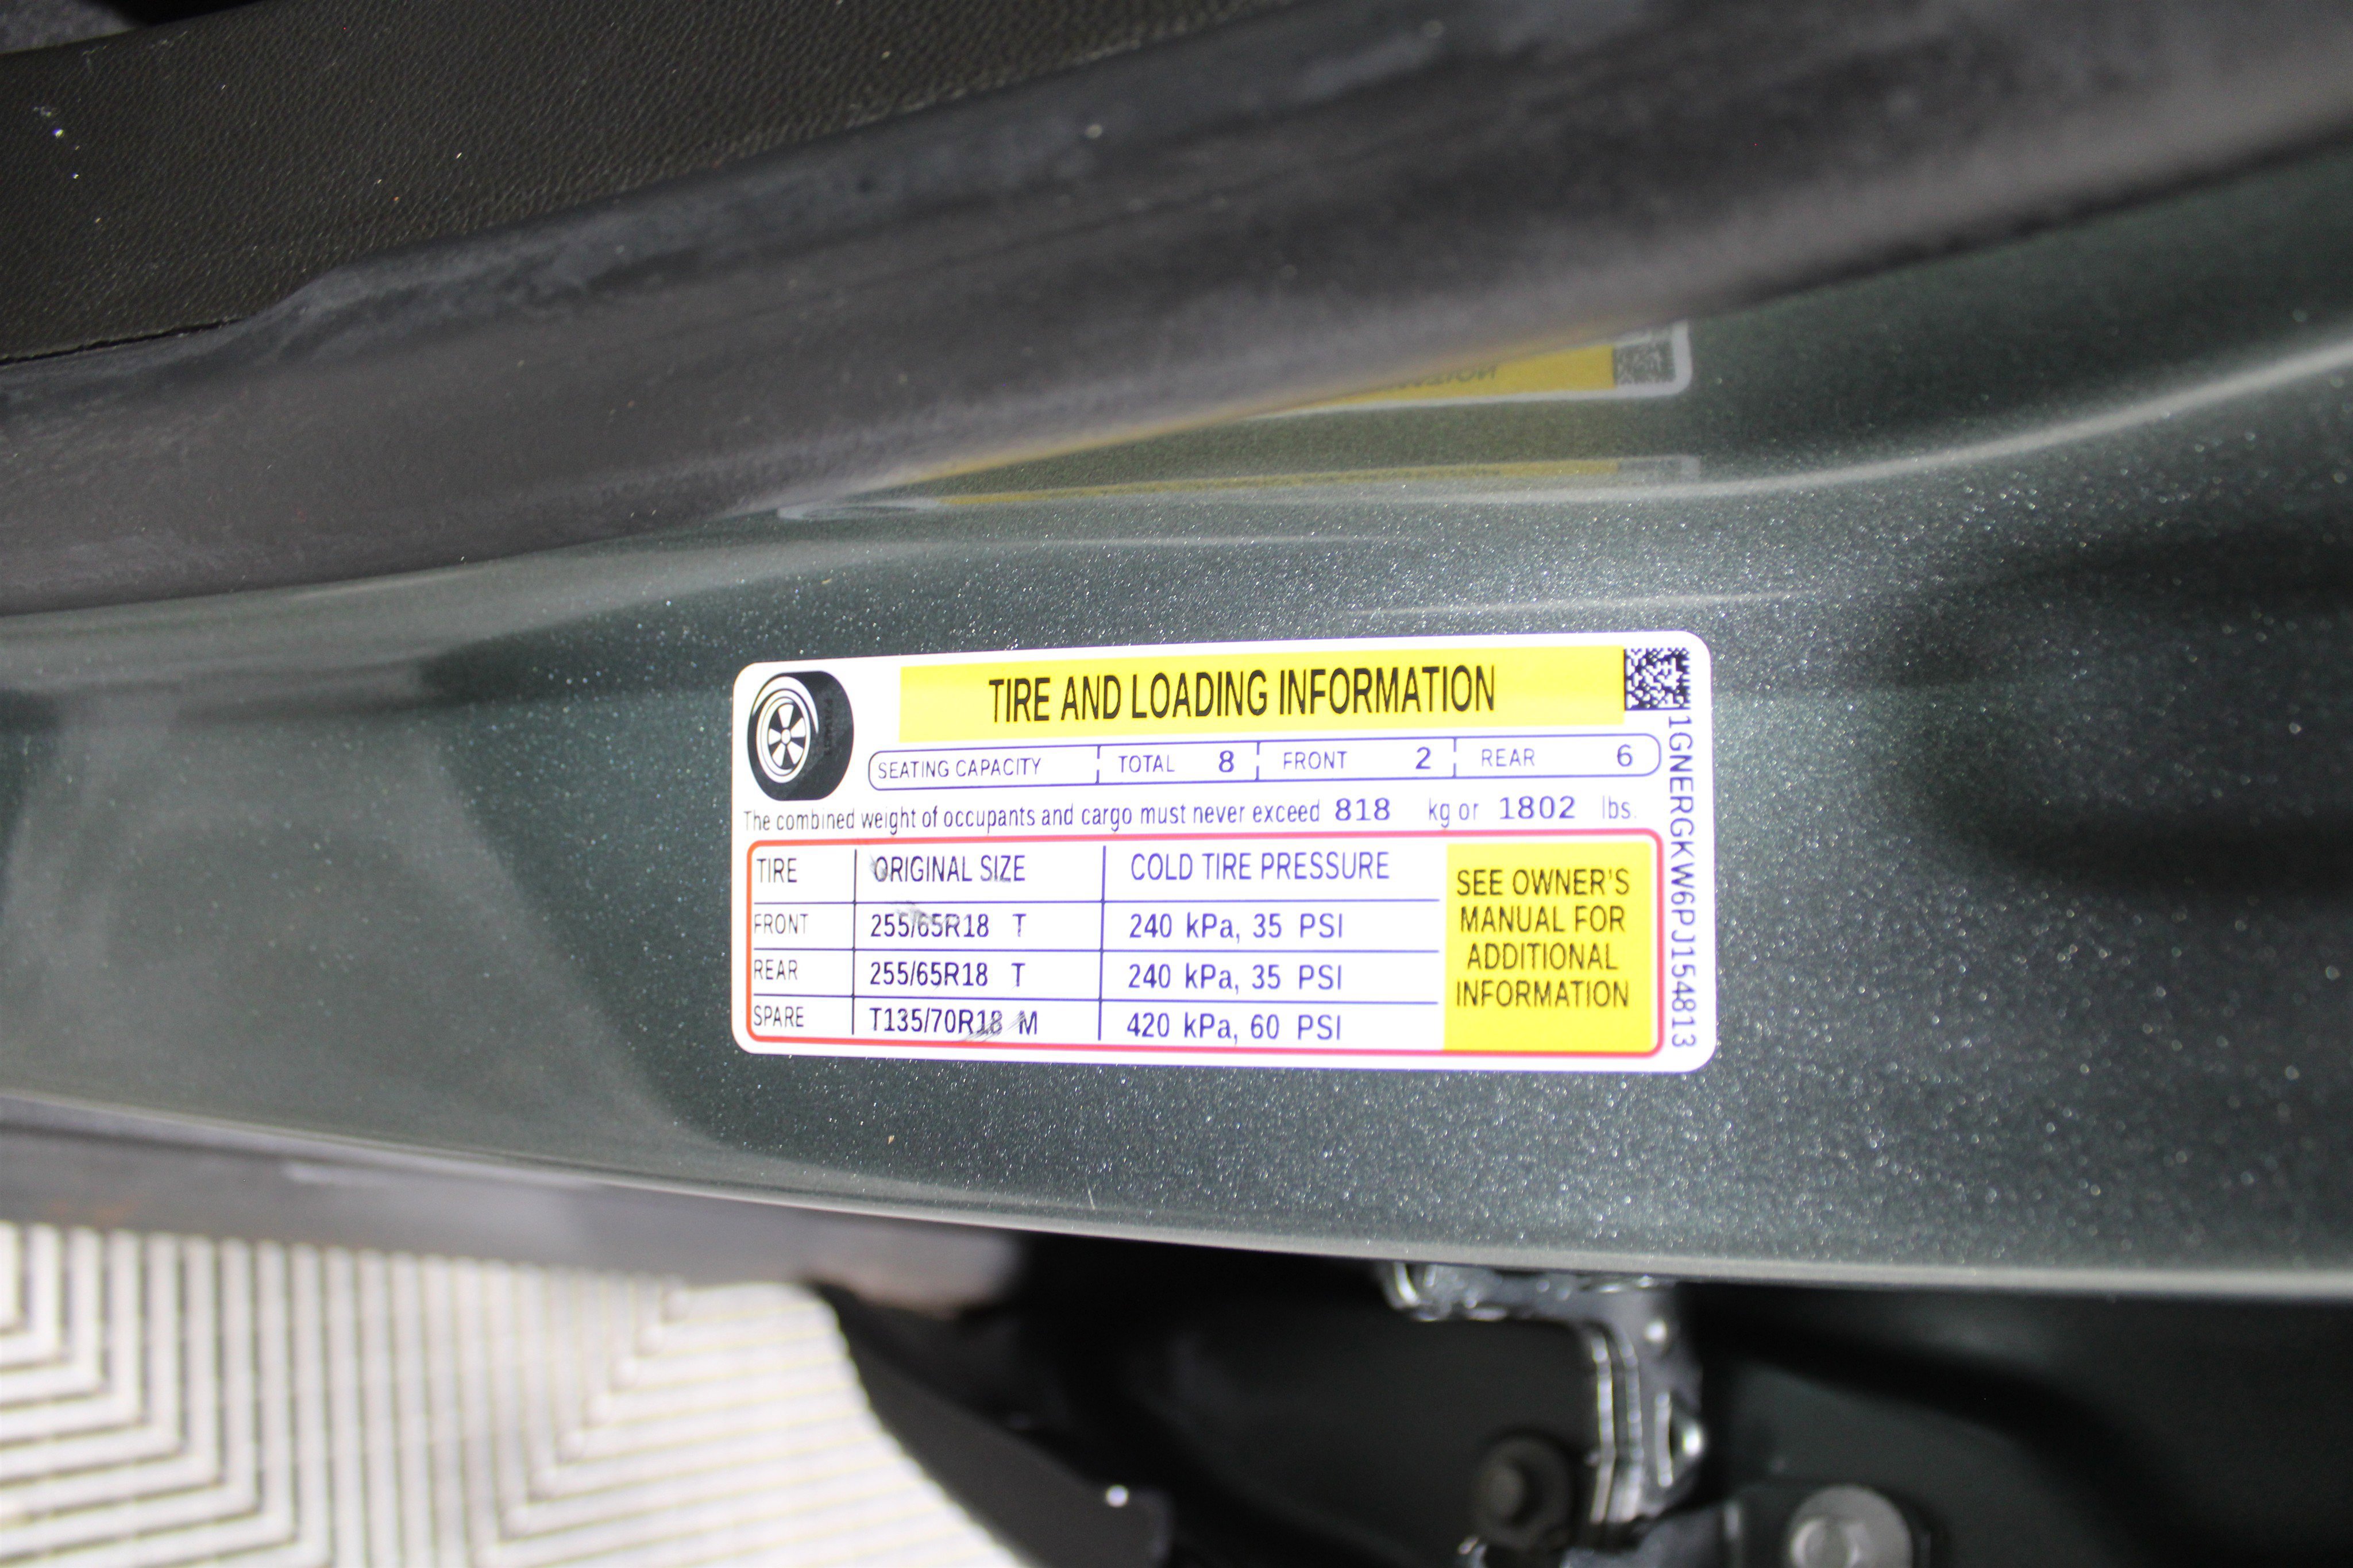 TIRE AND LOADING INFORMATION
SEATING CAPACITY TOTAL 8 FRONT 2 REAR 6
The combined weight of occupants and cargo must never exceed 818 kg or 1802 lbs.
TIRE ORIGINAL SIZE COLD TIRE PRESSURE
FRONT 255/65R18 T 240 kPa, 35 PSI
REAR 255/65R18 T 240 kPa, 35 PSI
SPARE T135/70R18 M 420 kPa, 60 PSI
SEE OWNER'S
MANUAL FOR
ADDITIONAL
INFORMATION
1GNERGKW6PJ154813